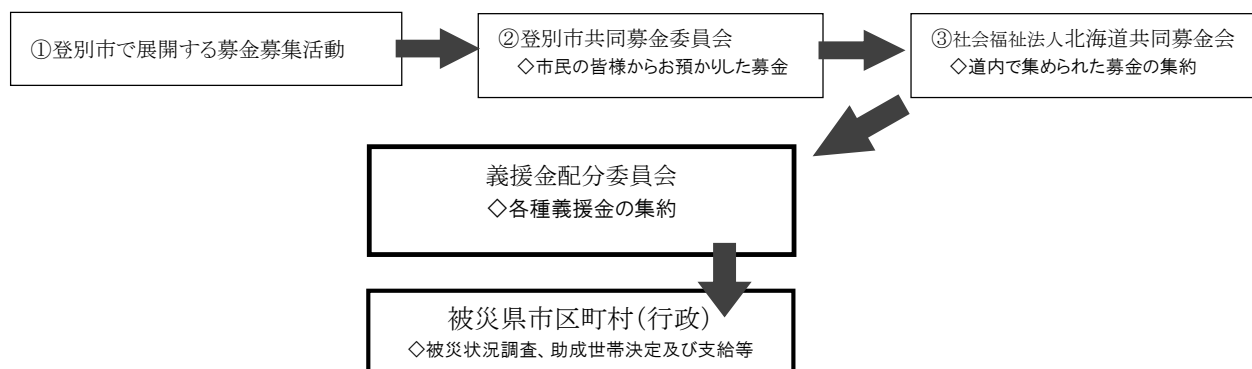 ①登別市で展開する募金募集活動
②登別市共同募金委員会
◇市民の皆様からお預かりした募金
③社会福祉法人北海道共同募金会
◇道内で集められた募金の集約
義援金配分委員会
◇各種義援金の集約
被災県市区町村(行政)
◇被災状況調査、助成世帯決定及び支給等